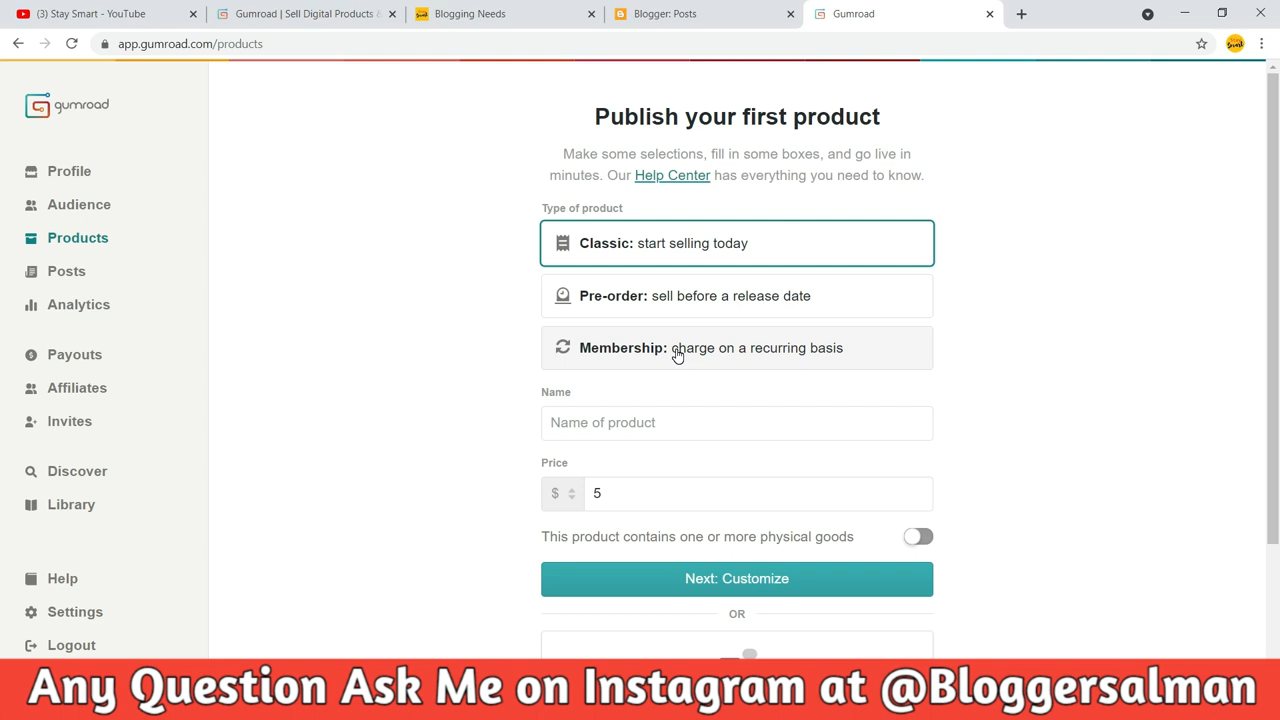 (3) Stay Smart - YouTube
Gumroad | Sell Digital Products &
Blogging Needs
Blogger: Posts
Gumroad
app.gumroad.com/products
gumroad
Profile
Audience
Products
Posts
Analytics
Payouts
Affiliates
Invites
Discover
Library
Help
Settings
Logout
Publish your first product
Make some selections, fill in some boxes, and go live in
minutes. Our Help Center has everything you need to know.
Type of product
Classic: start selling today
Pre-order: sell before a release date
Membership: charge on a recurring basis
Name
Name of product
Price
$ 5
This product contains one or more physical goods
Next: Customize
OR
Any Question Ask Me on Instagram at @Bloggersalman